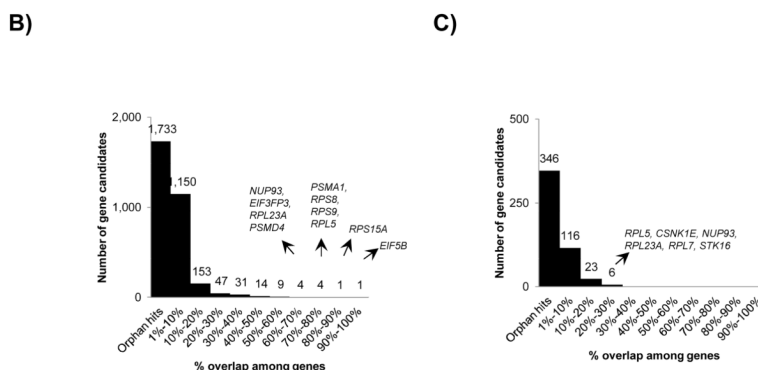 B)
C)
Number of gene candidates
2,000
1,000
0
1,733
1,150
153
47
31
14
9
4
4
1
1
NUP93,
EIF3FP3,
RPL23A
PSMD4
PSMA1,
RPS8,
RPS9,
RPL5
RPS15A
EIF5B
Orphan hits
1%-10%
10%-20%
20%-30%
30%-40%
40%-50%
50%-60%
60%-70%
70%-80%
80%-90%
90%-100%
% overlap among genes
Number of gene candidates
500
0
346
116
23
6
RPL5, CSNK1E, NUP93,
RPL23A, RPL7, STK16
Orphan hits
1%-10%
10%-20%
20%-30%
30%-40%
40%-50%
50%-60%
60%-70%
70%-80%
80%-90%
90%-100%
% overlap among genes